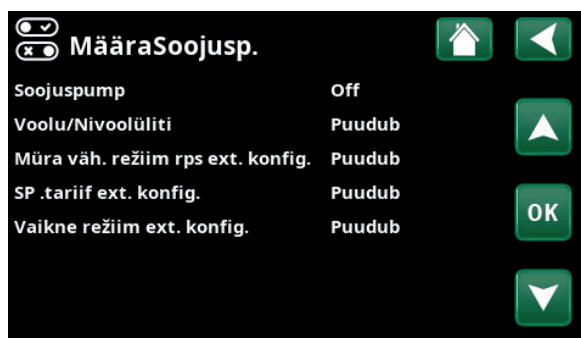 MääraSoojusp.
Soojuspump Off
Voolu/Nivoolüliti Puudub
Müra väh. režiim rps ext. konfig. Puudub
SP .tariif ext. konfig. Puudub
Vaikne režiim ext. konfig. Puudub
OK